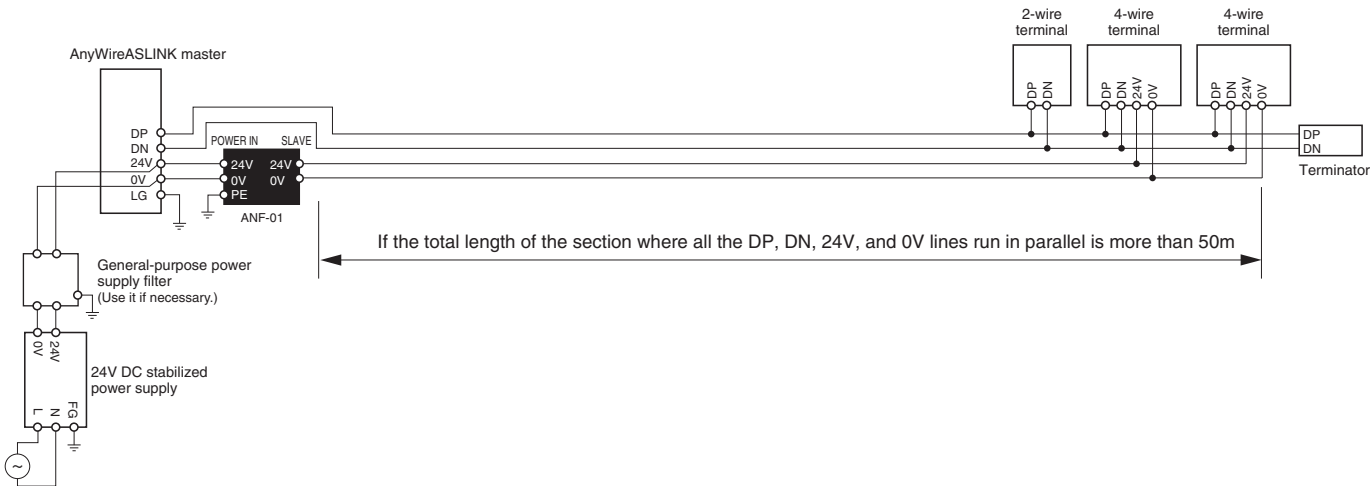 2-wire
terminal
4-wire
terminal
4-wire
terminal
AnyWireASLINK master
DP
DN
DP
DN
24V
0V
DP
DN
24V
0V
DP
DN
24V
0V
LG
POWER IN SLAVE
24V 24V
0V 0V
PE
ANF-01
DP
DN
Terminator
If the total length of the section where all the DP, DN, 24V, and 0V lines run in parallel is more than 50m
General-purpose power
supply filter
(Use it if necessary.)
0V
24V
24V DC stabilized
power supply
L
N
FG
~